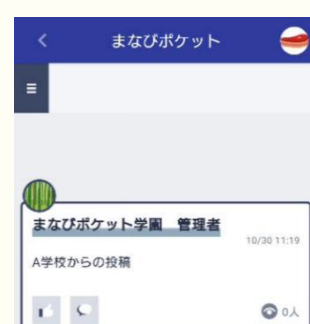 まなびポケット
まなびポケット学園 管理者
10/30 11:19
A学校からの投稿
0人